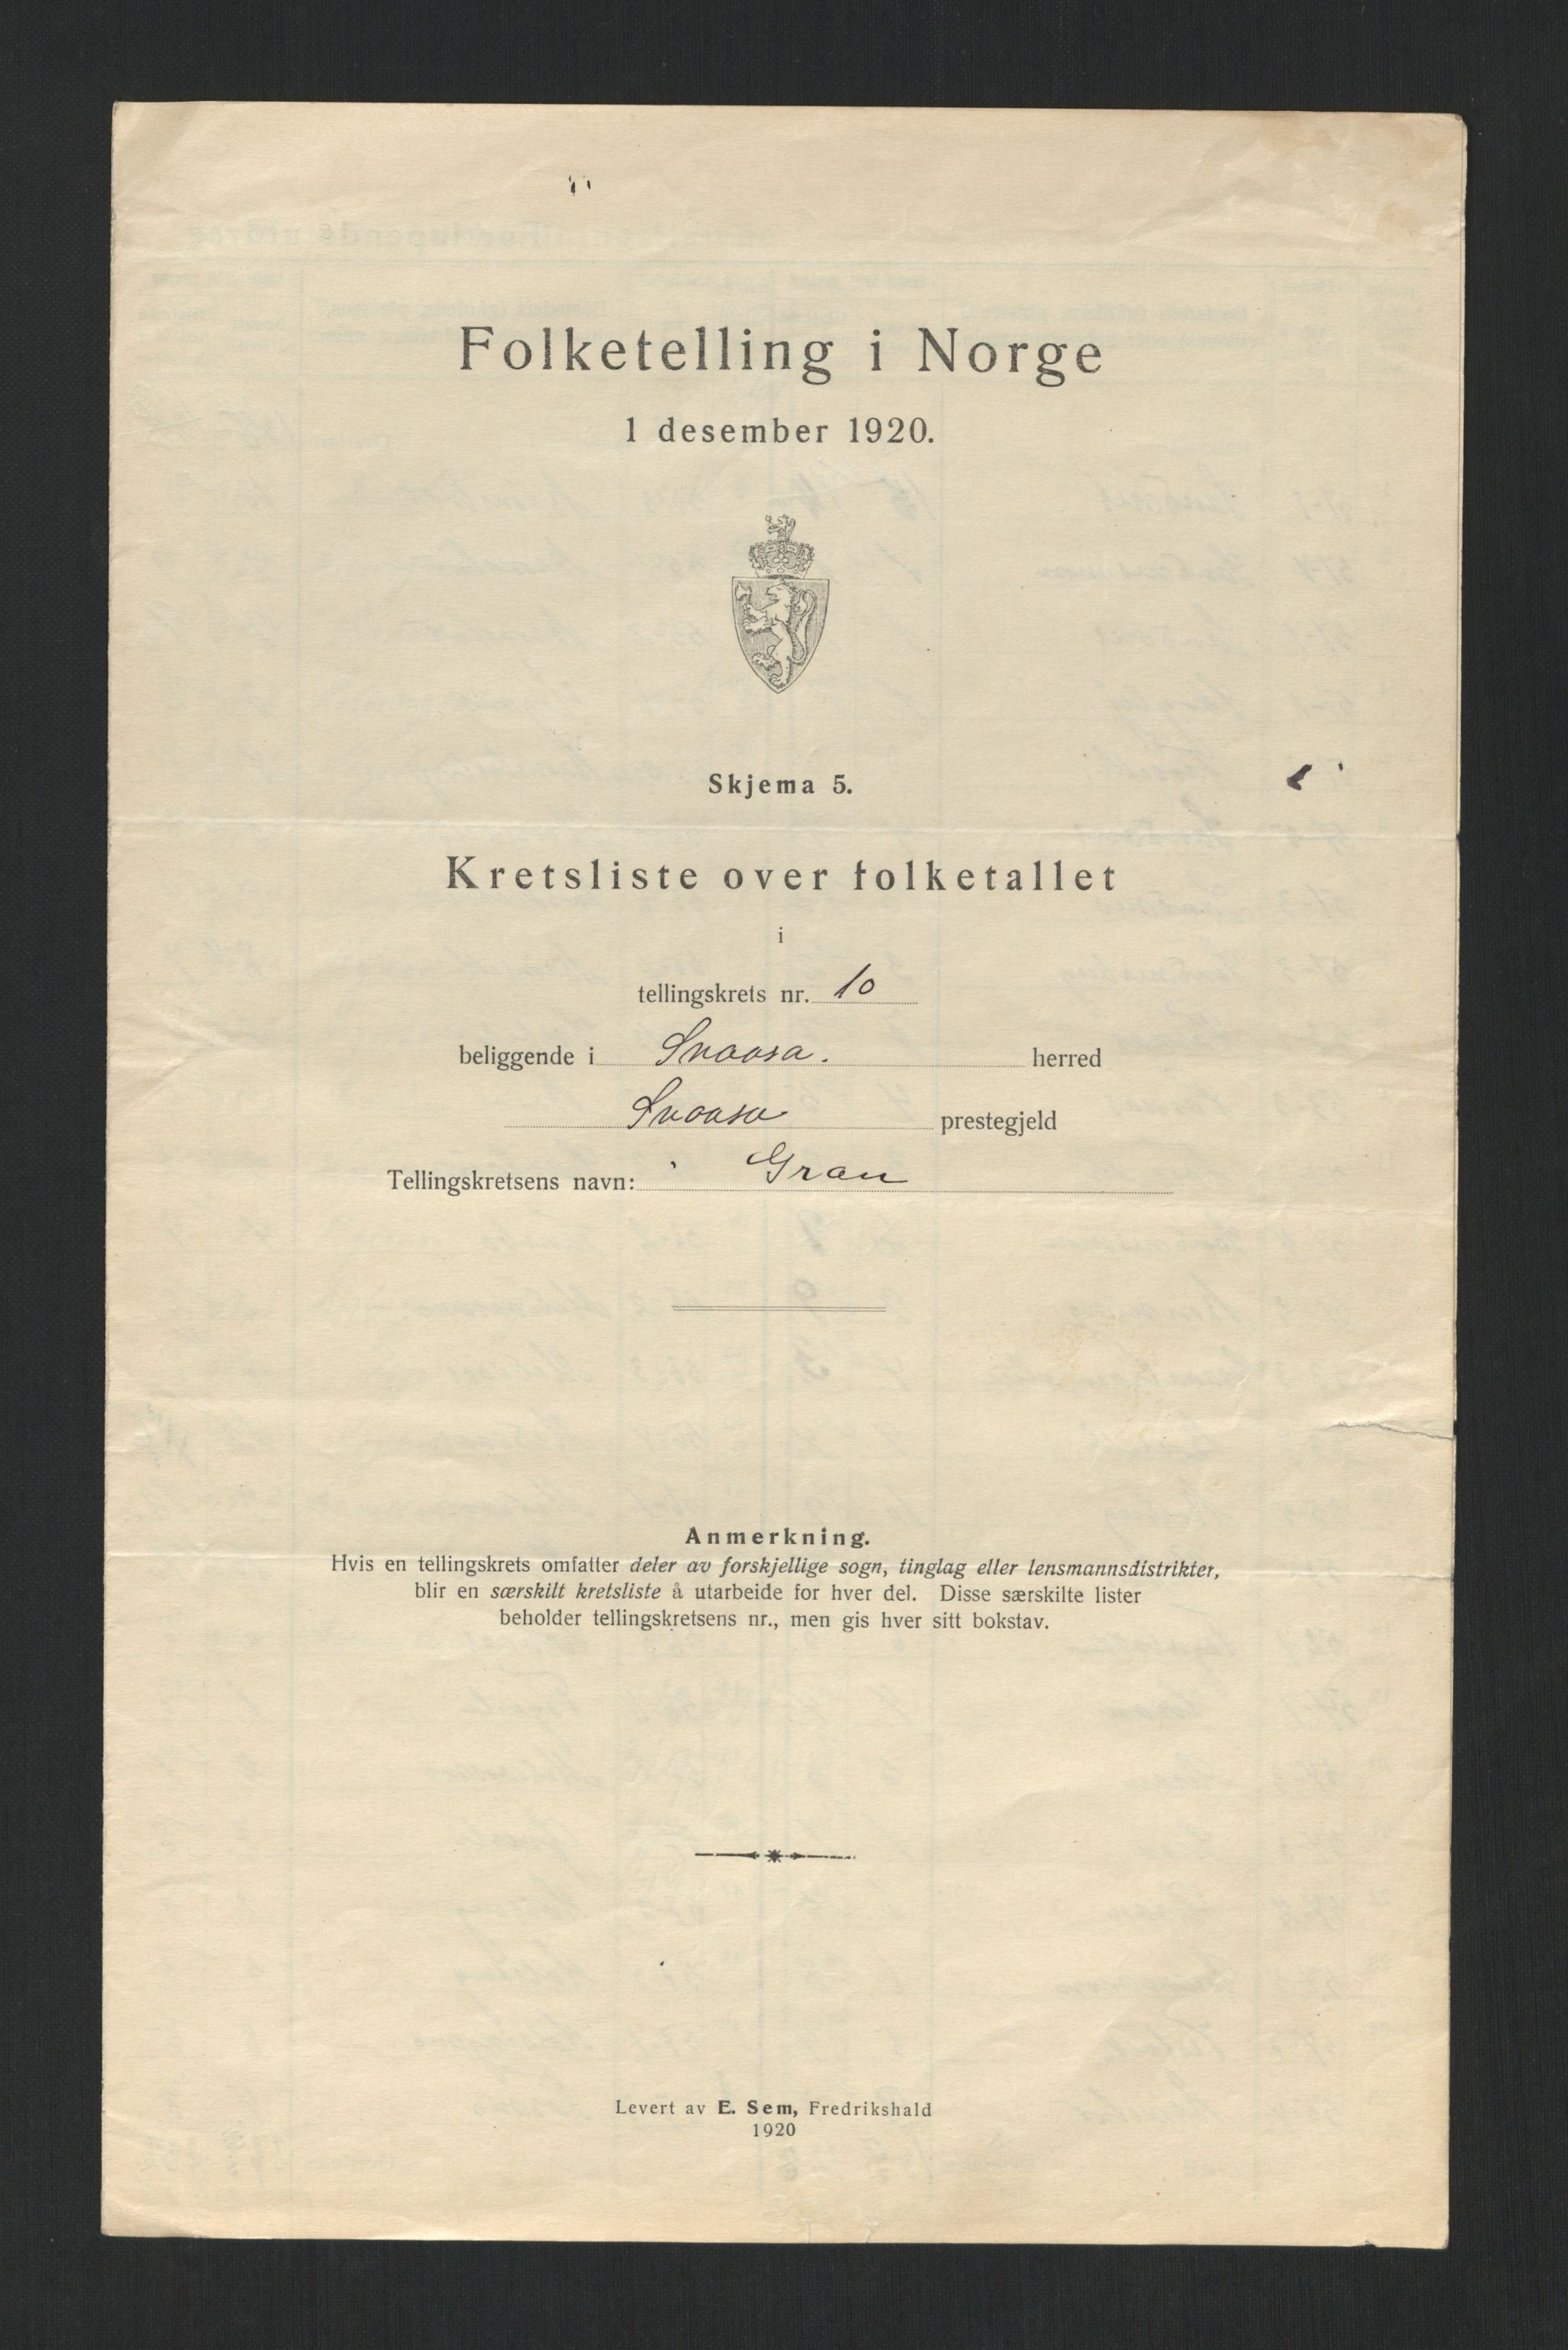 Folketelling i Norge
1 desember 1920.
Skjema 5.
Kretsliste over folketallet
i
tellingskrets nr. 10
beliggende i Snaasa. herred
Snaasa prestegjeld
Tellingskretsens navn: Gran
Anmerkning.
Hvis en tellingskrets omfatter deler av forskjellige sogn, tinglag eller lensmannsdistrikter,
blir en særskilt kretsliste å utarbeide for hver del. Disse særskilte lister
beholder tellingskretsens nr., men gis hver sitt bokstav.
Levert av E. Sem, Fredrikshald
1920